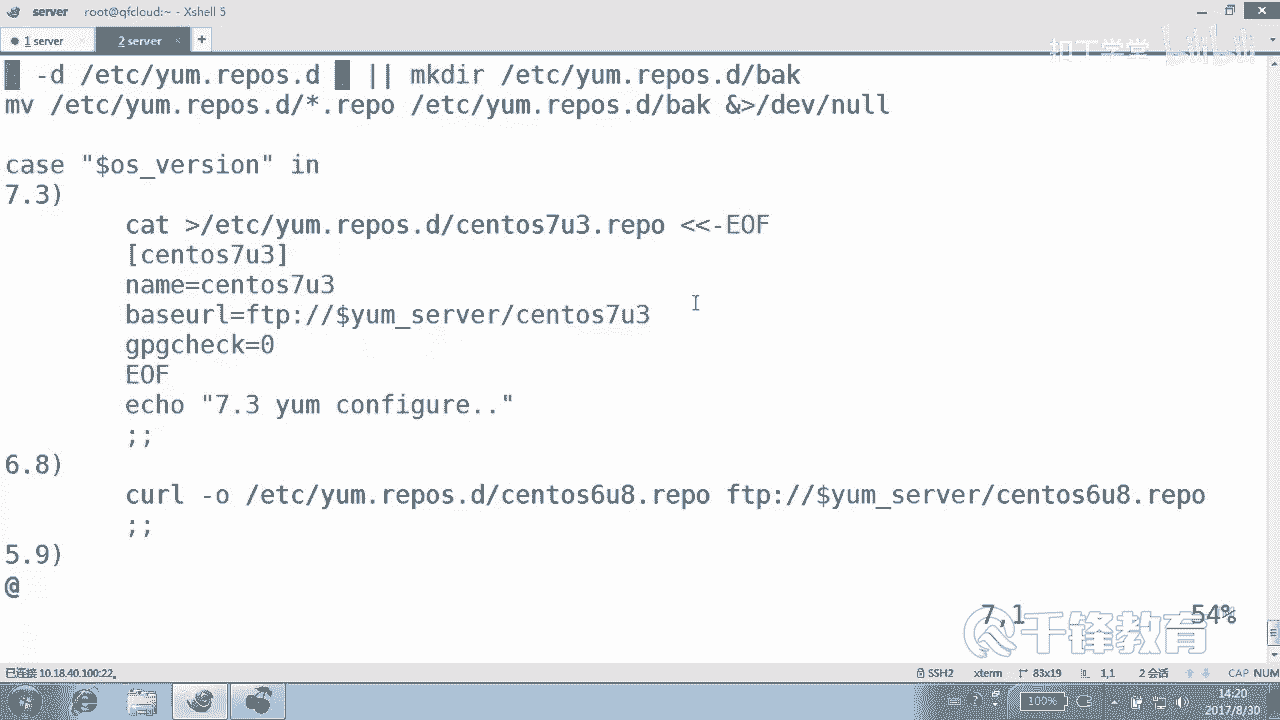 server root@qfcloud:~ - Xshell 5
1 server 2 server × +
扣丁学堂 bilibili
[ -d /etc/yum.repos.d ] || mkdir /etc/yum.repos.d/bak
mv /etc/yum.repos.d/*.repo /etc/yum.repos.d/bak &>/dev/null
case "$os_version" in
7.3)
cat >/etc/yum.repos.d/centos7u3.repo <<-EOF
[centos7u3]
name=centos7u3
baseurl=ftp://$yum_server/centos7u3
gpgcheck=0
EOF
echo "7.3 yum configure.."
;;
6.8)
curl -o /etc/yum.repos.d/centos6u8.repo ftp://$yum_server/centos6u8.repo
;;
5.9)
@
7,1 54%
千锋教育
已连接 10.18.40.100:22。 SSH2 xterm 83x19 1,1 2 会话 CAP NUM
100% 14:20
2017/8/30